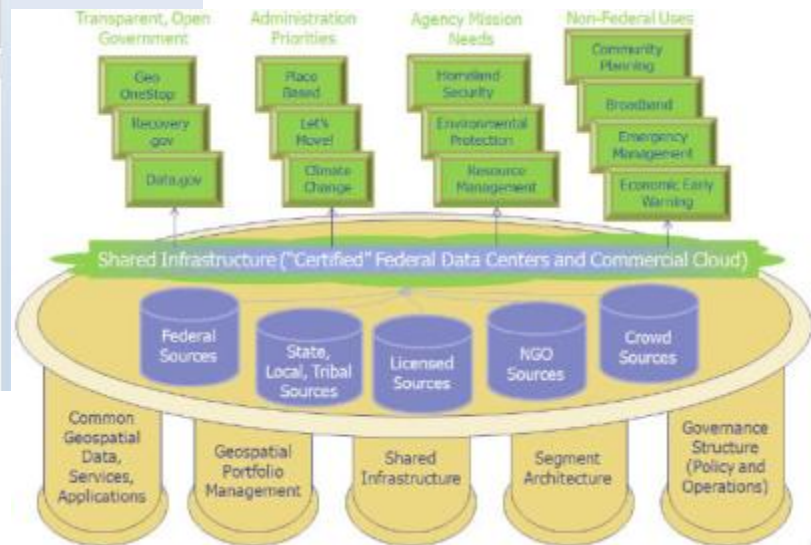 Transparent, Open
Government
Administration
Priorities:
Agency Mission
Needs
Non-Federal Uses
Geo
OneStop
Recovery
.gov
Data.gov
Place
Based
Let's
Move!
Climate
Change
Homeland
Security
Environmental
Protection
Resource
Management
Community
Planning
Broadband
Emergency
Management
Economic Early
Warning
Shared Infrastructure ("Certified" Federal Data Centers and Commercial Cloud)
Federal
Sources
State,
Local, Tribal
Sources
Licensed
Sources
NGO
Sources
Crowd
Sources
Common
Geospatial
Data,
Services,
Applications
Geospatial
Portfolio
Management
Shared
Infrastructure
Segment
Architecture
Governance
Structure
(Policy and
Operations)